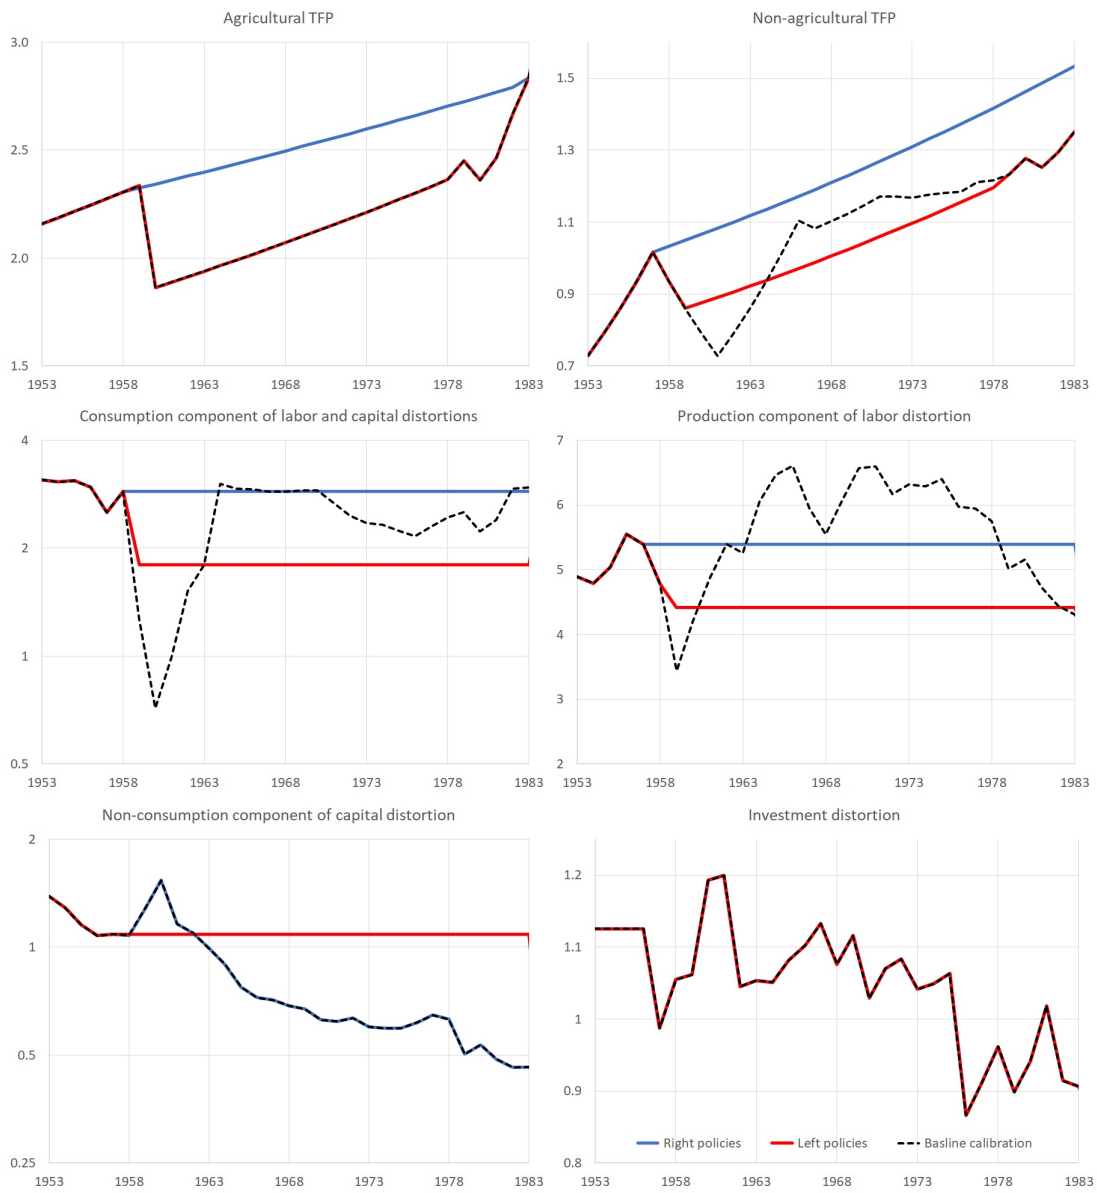 Agricultural TFP
3.0
2.5
2.0
1.5
1953 1958 1963 1968 1973 1978 1983
Non-agricultural TFP
1.5
1.3
1.1
0.9
0.7
1953 1958 1963 1968 1973 1978 1983
Consumption component of labor and capital distortions
4
2
1
0.5
1953 1958 1963 1968 1973 1978 1983
Production component of labor distortion
7
6
5
4
3
2
1953 1958 1963 1968 1973 1978 1983
Non-consumption component of capital distortion
2
1
0.5
0.25
1953 1958 1963 1968 1973 1978 1983
Investment distortion
1.2
1.1
1
0.9
0.8
Right policies Left policies Basline calibration
1953 1958 1963 1968 1973 1978 1983